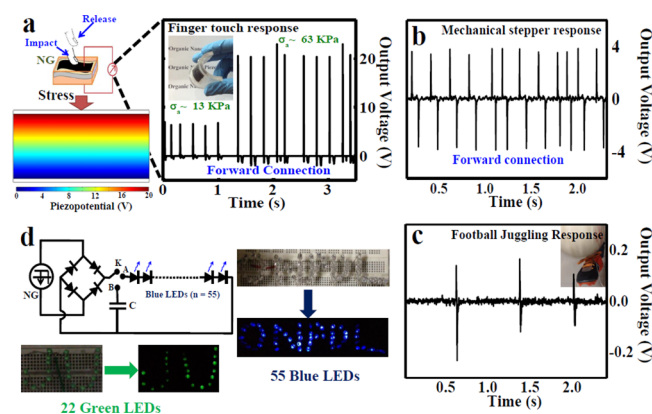 a
Release
Impact
NG
Stress
0 4 8 12 16 20
Piezopotential (V)
Finger touch response
σa~ 63 KPa
σa~ 13 KPa
Organic Nano
Organic
Organic
Forward Connection
0 1 2 3
Time (s)
20
10
0
Output Voltage (V)
b
Mechanical stepper response
Forward connection
0.5 1.0 1.5 2.0
Time (s)
4
0
-4
Output Voltage (V)
c
Football Juggling Response
0.5 1.0 1.5 2.0
Time (s)
0.2
0.0
-0.2
Output Voltage (V)
d
NG
K
A
B
C
Blue LEDs (n = 55)
22 Green LEDs
55 Blue LEDs